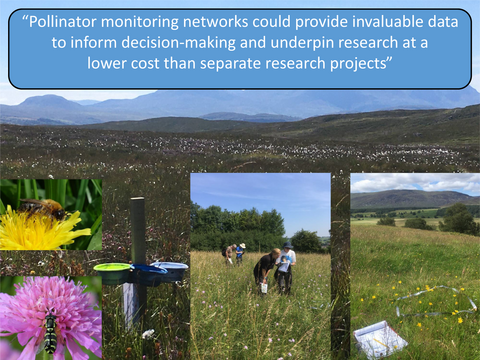 “Pollinator monitoring networks could provide invaluable data
to inform decision-making and underpin research at a
lower cost than separate research projects”